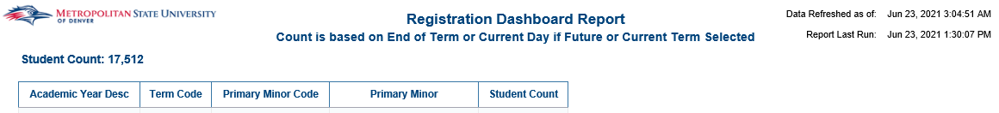 METROPOLITAN STATE UNIVERSITY
OF DENVER
Registration Dashboard Report
Count is based on End of Term or Current Day if Future or Current Term Selected
Data Refreshed as of: Jun 23, 2021 3:04:51 AM
Report Last Run: Jun 23, 2021 1:30:07 PM
Student Count: 17,512
Academic Year Desc Term Code Primary Minor Code Primary Minor Student Count